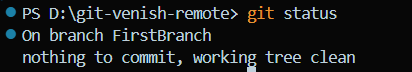 PS D:\git-venish-remote> git status
On branch FirstBranch
nothing to commit, working tree clean